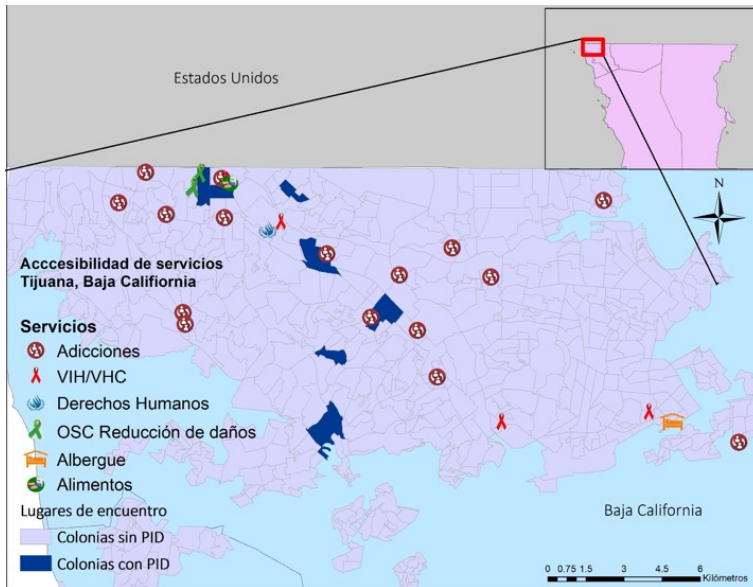 Estados Unidos
N
Acccesibilidad de servicios
Tijuana, Baja Califiornia
Servicios
Adicciones
VIH/VHC
Derechos Humanos
OSC Reducción de daños
Albergue
Alimentos
Lugares de encuentro
Colonias sin PID
Colonias con PID
Baja California
0 0.75 1.5 3 4.5 6
Kilómetros